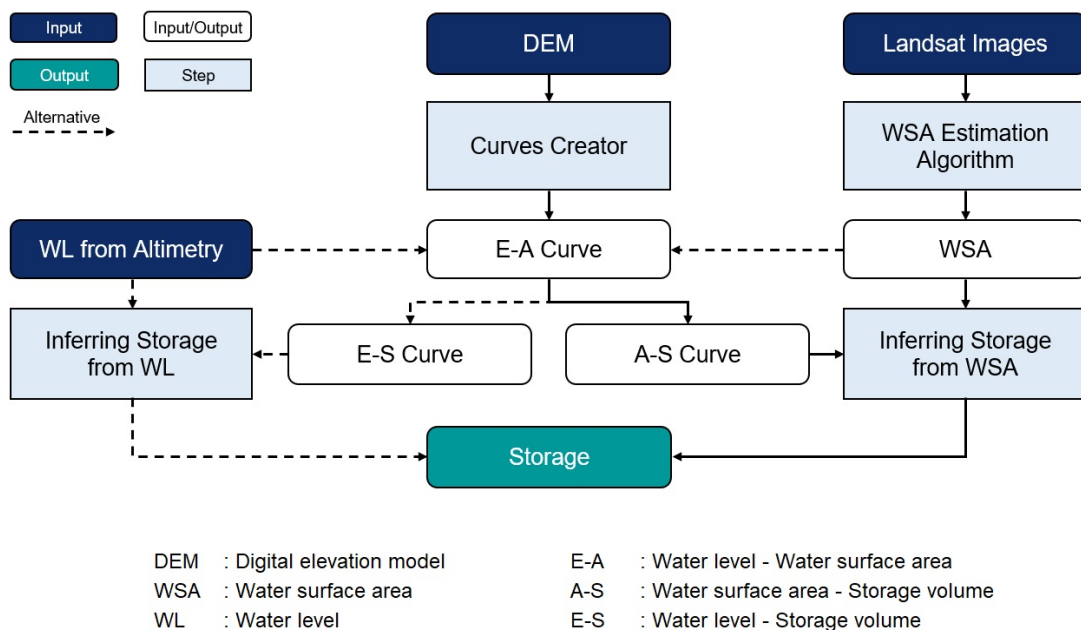 Input
Input/Output
DEM
Landsat Images
Output
Step
Alternative
Curves Creator
WSA Estimation
Algorithm
WL from Altimetry
E-A Curve
WSA
Inferring Storage
from WL
E-S Curve
A-S Curve
Inferring Storage
from WSA
Storage
DEM : Digital elevation model
E-A : Water level - Water surface area
WSA : Water surface area
A-S : Water surface area - Storage volume
WL : Water level
E-S : Water level - Storage volume